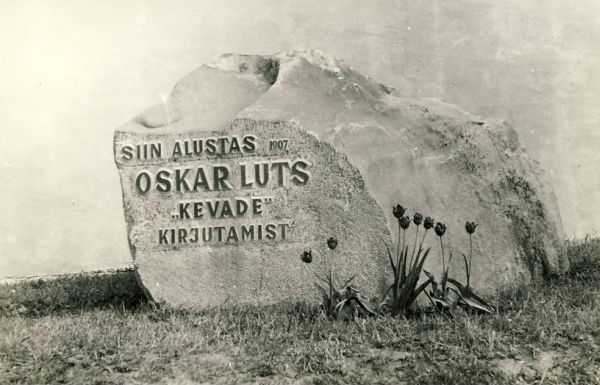 SIIN ALUSTAS 1907
OSKAR LUTS
„KEVADE"
KIRJUTAMIST